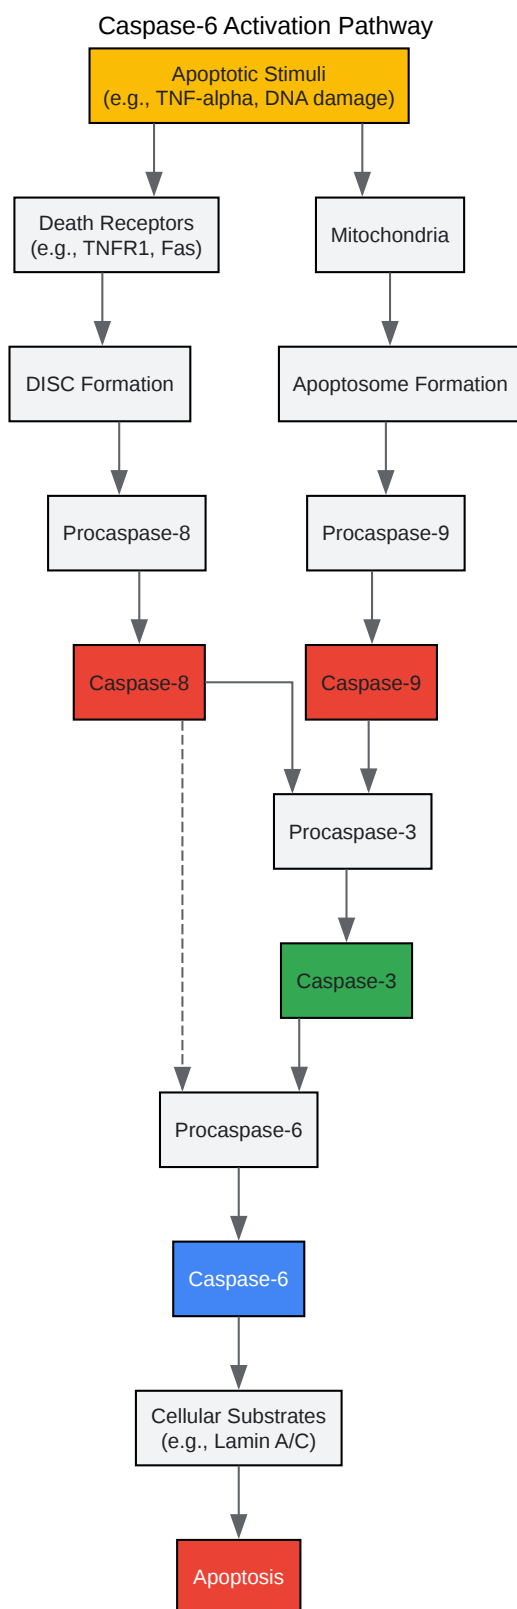 Caspase-6 Activation Pathway
Apoptotic Stimuli
(e.g., TNF-alpha, DNA damage)
Death Receptors
(e.g., TNFR1, Fas)
Mitochondria
DISC Formation
Apoptosome Formation
Procaspase-8
Procaspase-9
Caspase-8
Caspase-9
Procaspase-3
Caspase-3
Procaspase-6
Caspase-6
Cellular Substrates
(e.g., Lamin A/C)
Apoptosis